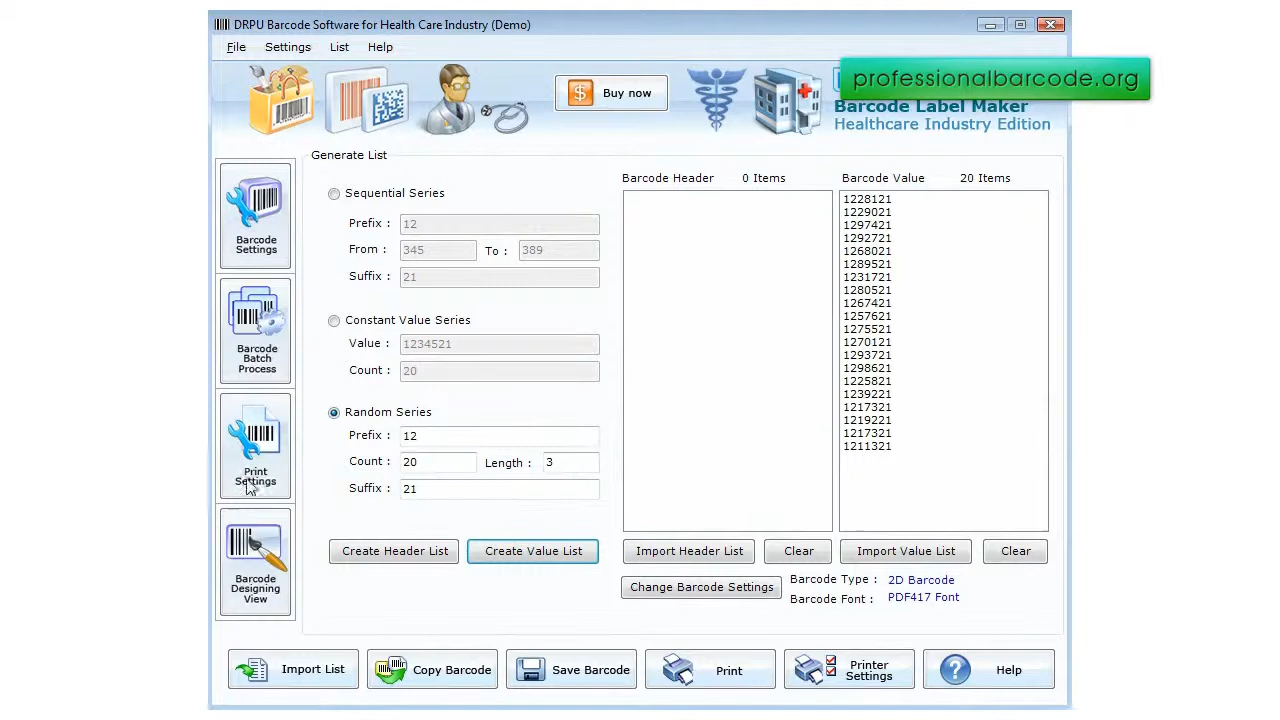 DRPU Barcode Software for Health Care Industry (Demo)
File Settings List Help
professionalbarcode.org
Buy now
Barcode Label Maker
Healthcare Industry Edition
Generate List
Barcode Settings
Barcode Batch Process
Print Settings
Barcode Designing View
Sequential Series
Prefix : 12
From : 345 To : 389
Suffix : 21
Constant Value Series
Value : 1234521
Count : 20
Random Series
Prefix : 12
Count : 20 Length : 3
Suffix : 21
Create Header List Create Value List
Barcode Header 0 Items
Barcode Value 20 Items
1228121
1229021
1297421
1292721
1268021
1289521
1231721
1280521
1267421
1257621
1275521
1270121
1293721
1298621
1225821
1239221
1217321
1219221
1217321
1211321
Import Header List Clear Import Value List Clear
Change Barcode Settings
Barcode Type : 2D Barcode
Barcode Font : PDF417 Font
Import List Copy Barcode Save Barcode Print Printer Settings Help